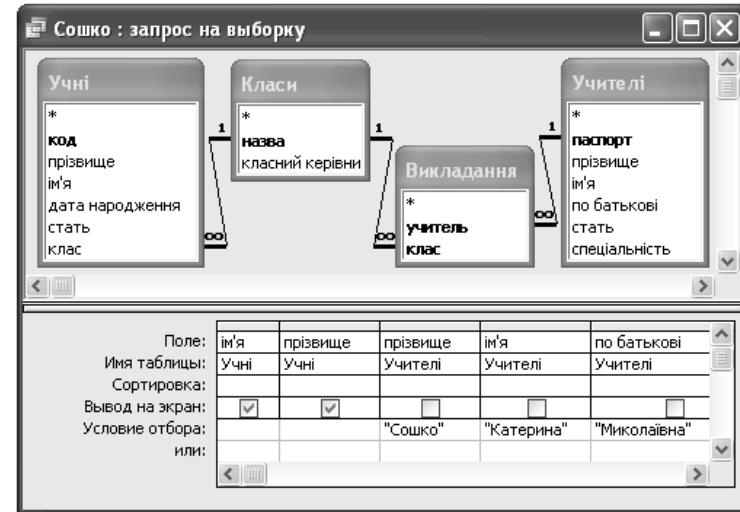 Сошко : запрос на выборку
Учні
*
код
прізвище
ім'я
дата народження
стать
клас
Класи
*
назва
класний керівни
Викладання
*
учитель
клас
Учителі
*
паспорт
прізвище
ім'я
по батькові
стать
спеціальність
1
∞
1
∞
1
∞
Поле: ім'я прізвище прізвище ім'я по батькові
Имя таблицы: Учні Учні Учителі Учителі Учителі
Сортировка:
Вывод на экран:
Условие отбора: "Сошко" "Катерина" "Миколаївна"
или: